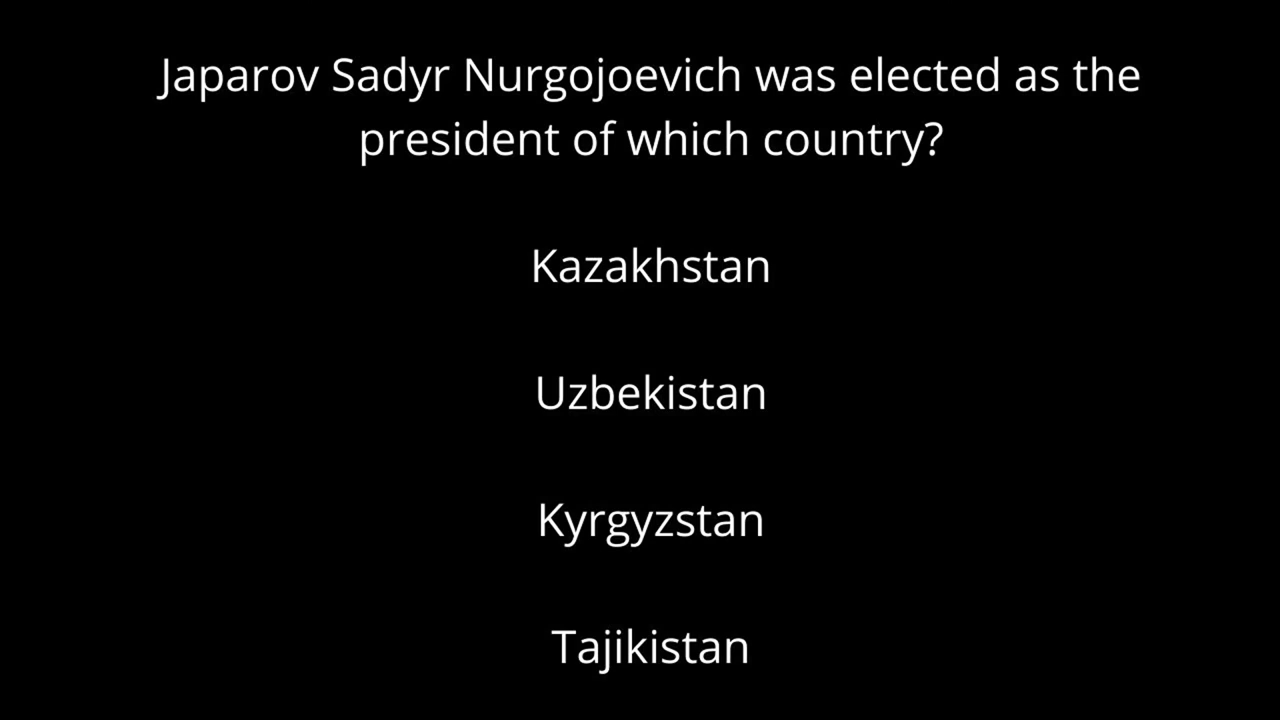 Japarov Sadyr Nurgojoevich was elected as the
president of which country?
Kazakhstan
Uzbekistan
Kyrgyzstan
Tajikistan